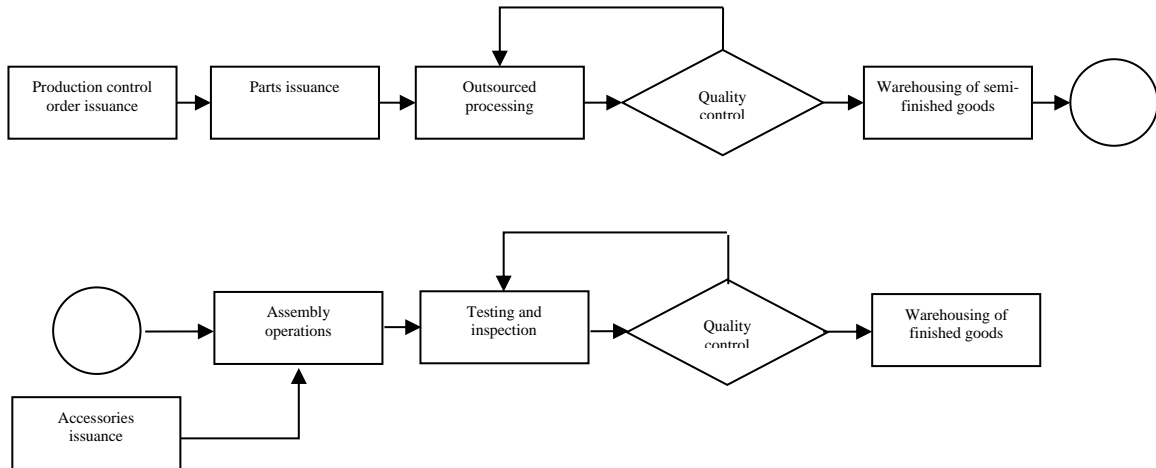 Production control
order issuance
Parts issuance
Outsourced
processing
Quality
control
Warehousing of semi-
finished goods
Assembly
operations
Testing and
inspection
Quality
control
Warehousing of
finished goods
Accessories
issuance